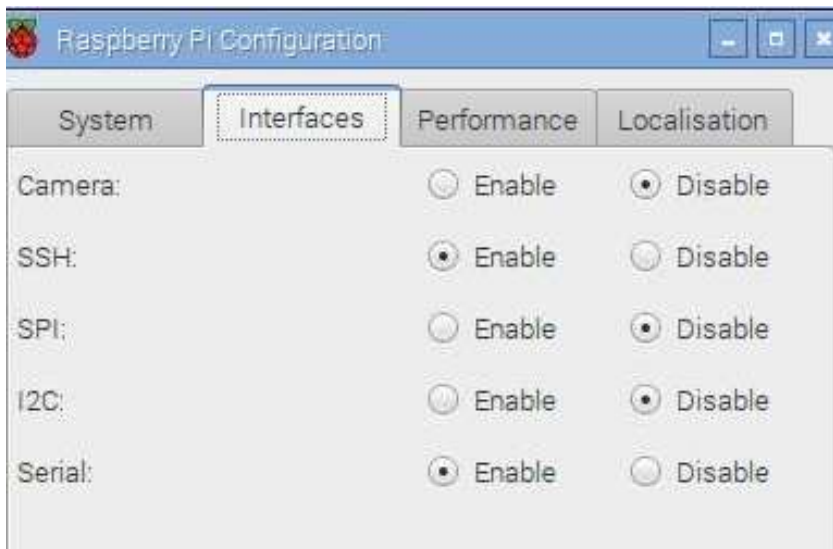 Raspberry Pi Configuration
System Interfaces Performance Localisation
Camera: Enable Disable
SSH: Enable Disable
SPI: Enable Disable
I2C: Enable Disable
Serial: Enable Disable